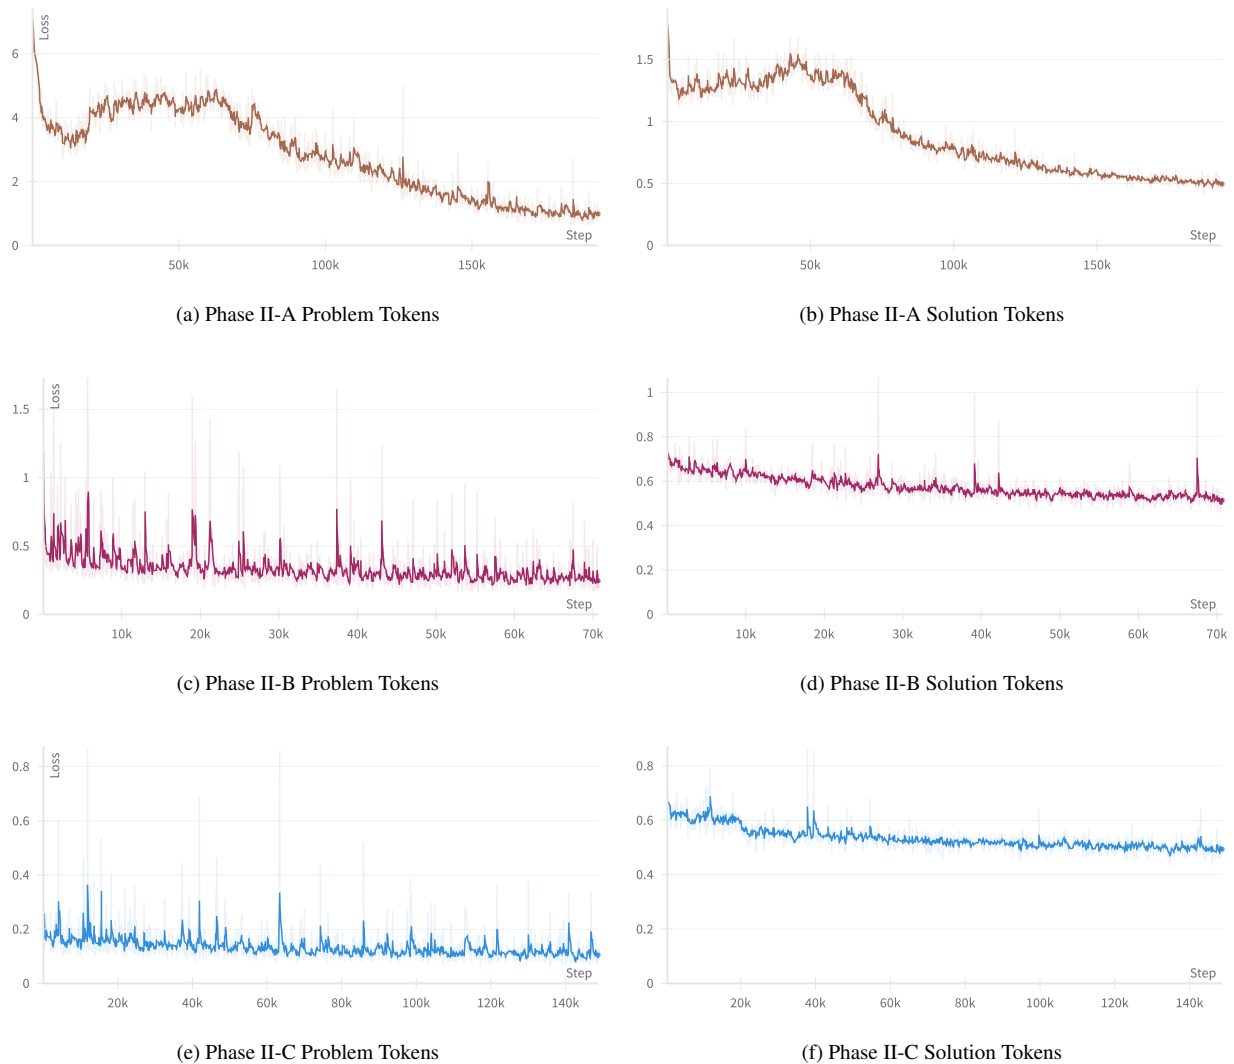 Loss
6
4
2
0
50k
100k
150k
Step
(a) Phase II-A Problem Tokens
1.5
1
0.5
0
50k
100k
150k
Step
(b) Phase II-A Solution Tokens
Loss
1.5
1
0.5
0
10k
20k
30k
40k
50k
60k
70k
Step
(c) Phase II-B Problem Tokens
1
0.8
0.6
0.4
0.2
0
10k
20k
30k
40k
50k
60k
70k
Step
(d) Phase II-B Solution Tokens
Loss
0.8
0.6
0.4
0.2
0
20k
40k
60k
80k
100k
120k
140k
Step
(e) Phase II-C Problem Tokens
0.8
0.6
0.4
0.2
0
20k
40k
60k
80k
100k
120k
140k
Step
(f) Phase II-C Solution Tokens